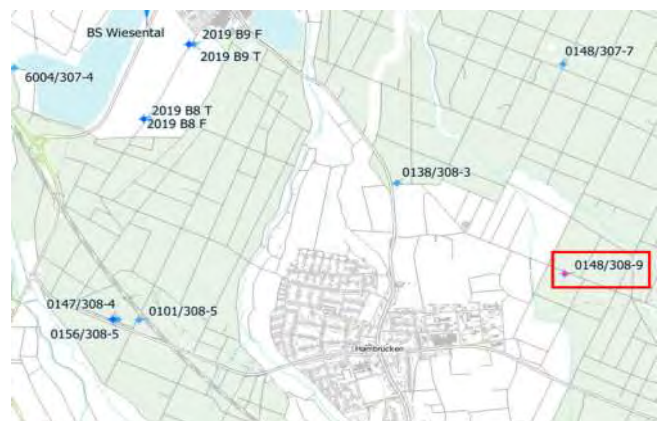 2019 B9 F
BS Wiesental
2019 B9 T
0148/307-7
6004/307-4
2019 B8 T
2019 B8 F
0138/308-3
0148/308-9
0147/308-4
0101/308-5
0156/308-5
Hambrücken